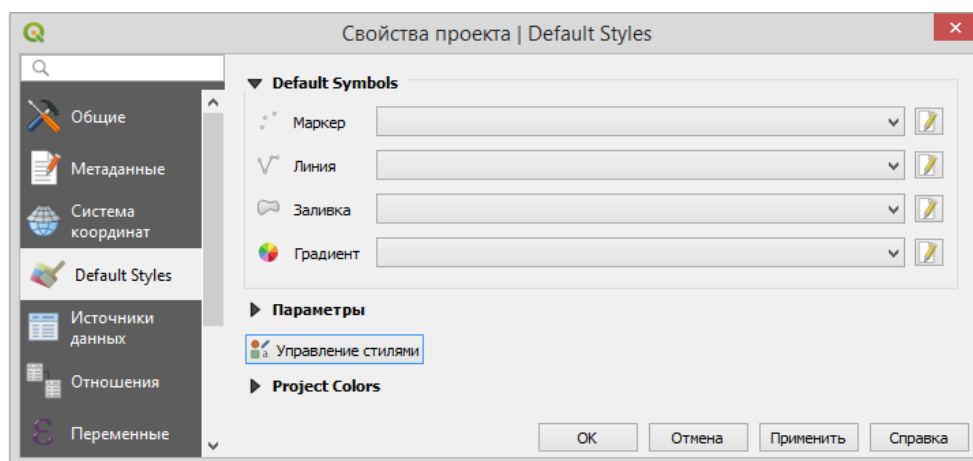 Свойства проекта | Default Styles
Общие
Метаданные
Система
координат
Default Styles
Источники
данных
Отношения
Переменные
Default Symbols
Маркер
Линия
Заливка
Градиент
Параметры
Управление стилями
Project Colors
OK
Отмена
Применить
Справка